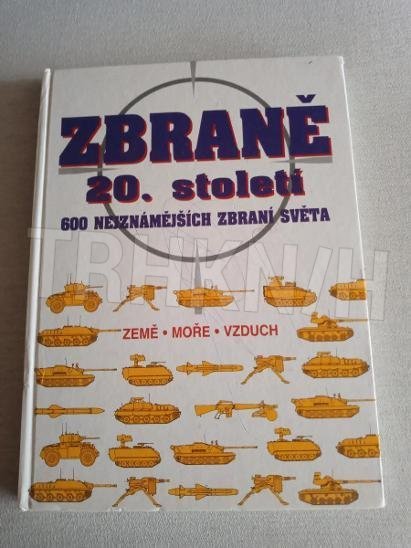 ZBRANĚ
20. století
600 NEJZNÁMĚJŠÍCH ZBRANÍ SVĚTA
TRHKNIH
ZEMĚ • MOŘE • VZDUCH